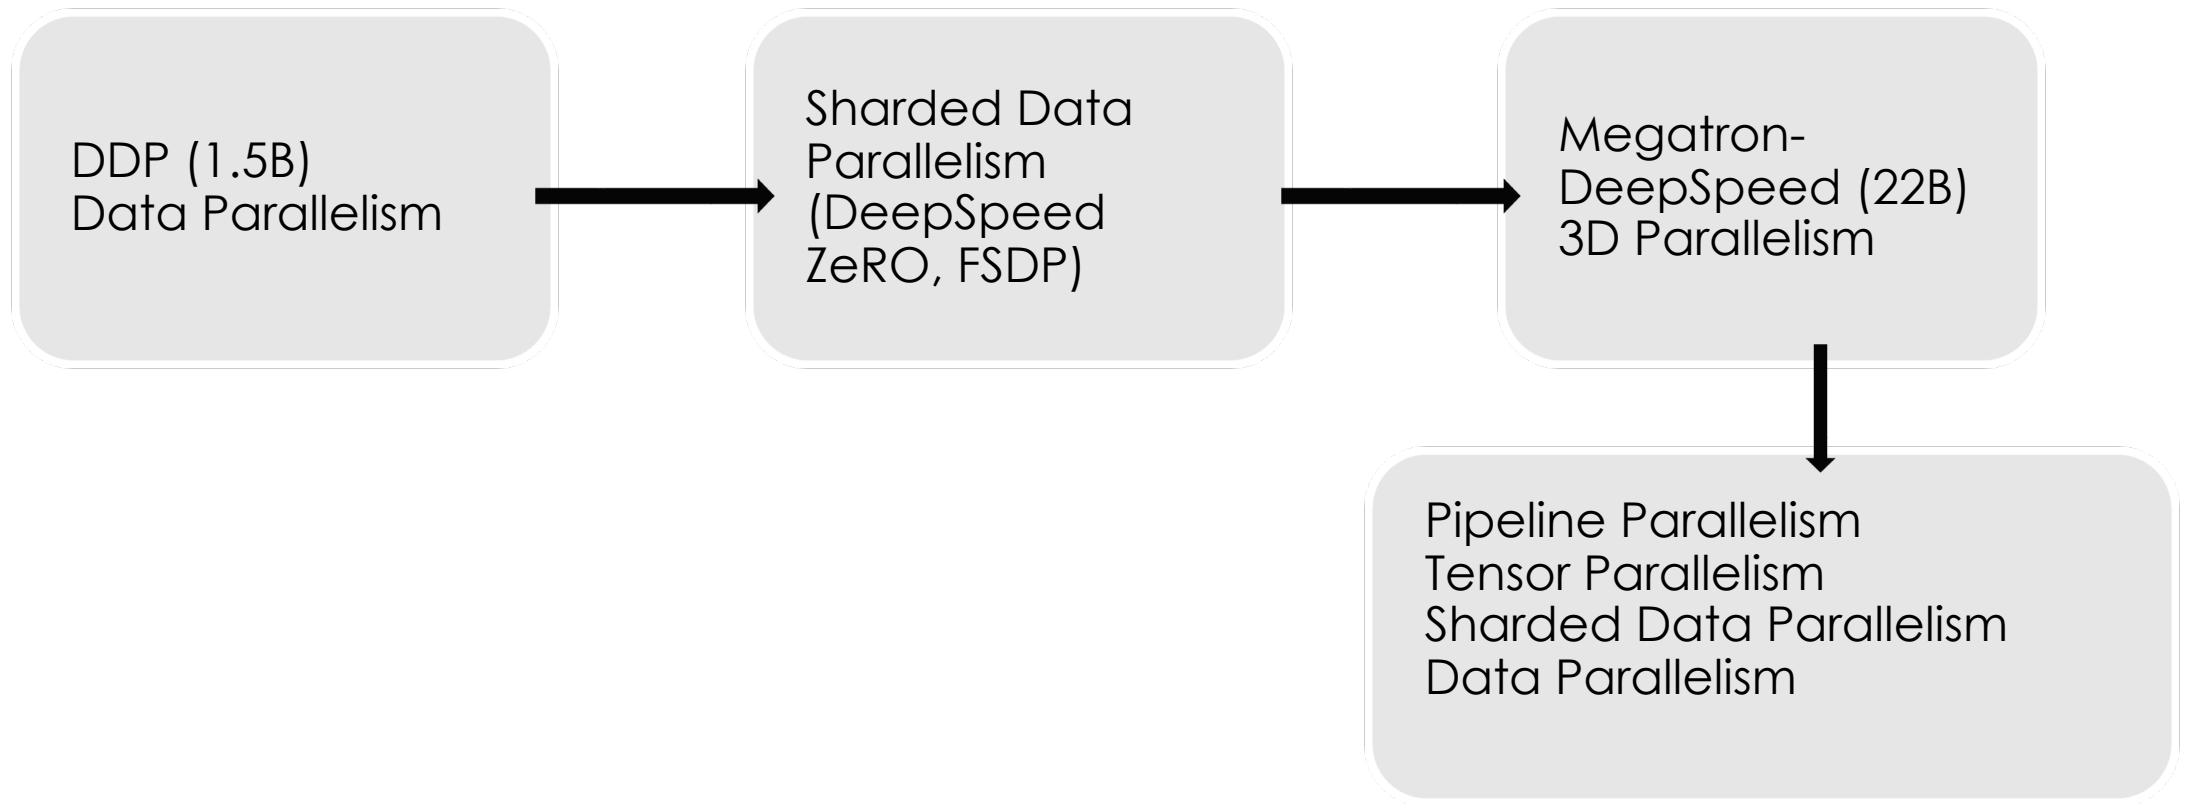 DDP (1.5B)
Data Parallelism
Sharded Data
Parallelism
(DeepSpeed
ZeRO, FSDP)
Megatron-
DeepSpeed (22B)
3D Parallelism
Pipeline Parallelism
Tensor Parallelism
Sharded Data Parallelism
Data Parallelism